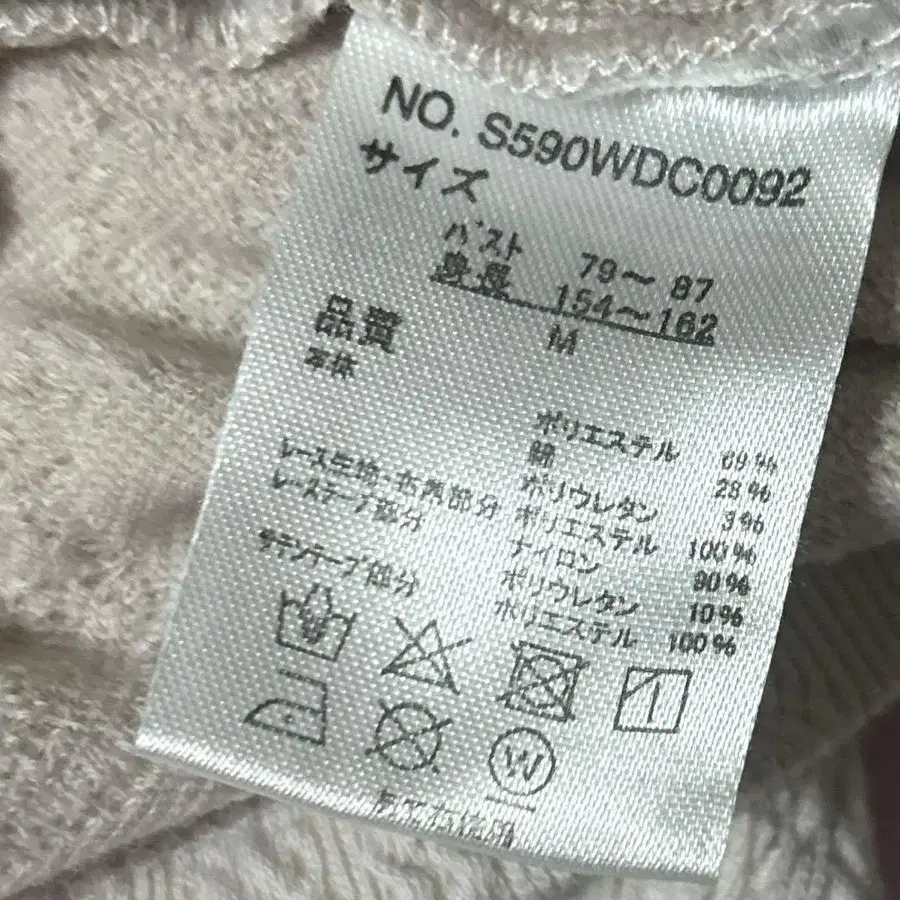 NO. S590WDC0092
サイズ
バスト 79〜87
身長 154〜162
M
品質
本体 ポリエステル 69%
綿 28%
ポリウレタン 3%
レース生地・衣具部分 ポリエステル 100%
レーステープ部分 ナイロン 90%
ポリウレタン 10%
サテンテープ部分 ポリエステル 100%
W